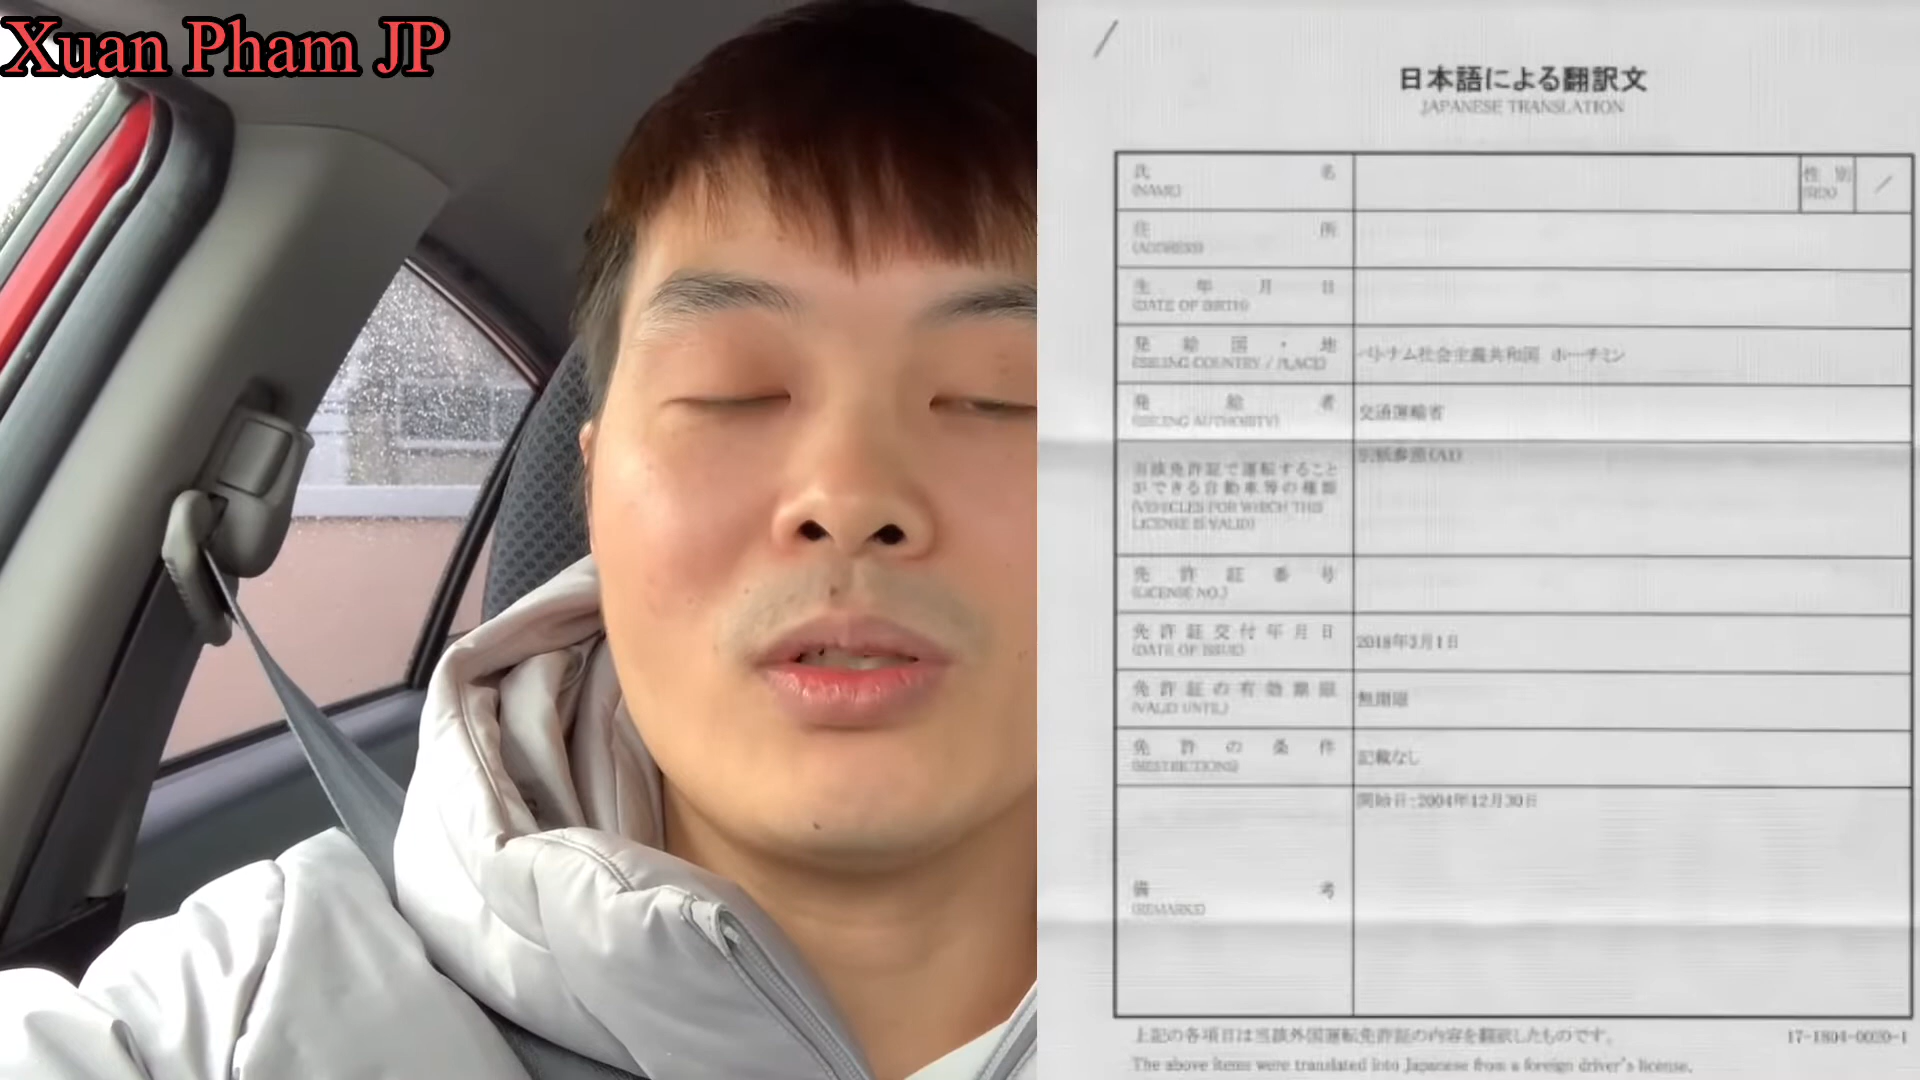 Xuan Pham JP
日本語による翻訳文
JAPANESE TRANSLATION
氏名
(NAME)
性別
(SEX)
住所
(ADDRESS)
生年月日
(DATE OF BIRTH)
発給国・地
(ISSUING COUNTRY / PLACE)
ベトナム社会主義共和国 ホーチミン
発給者
(ISSUING AUTHORITY)
交通運輸省
当該免許証で運転すること
ができる自動車等の種類
(VEHICLES FOR WHICH THIS
LICENSE IS VALID)
別紙参照(A1)
免許証番号
(LICENSE NO.)
免許証交付年月日
(DATE OF ISSUE)
2018年3月1日
免許証の有効期限
(VALID UNTIL)
無期限
免許の条件
(RESTRICTIONS)
記載なし
備考
(REMARKS)
開始日:2004年12月30日
上記の各項目は当該外国運転免許証の内容を翻訳したものです。
17-1804-0020-1
The above items were translated into Japanese from a foreign driver's license.